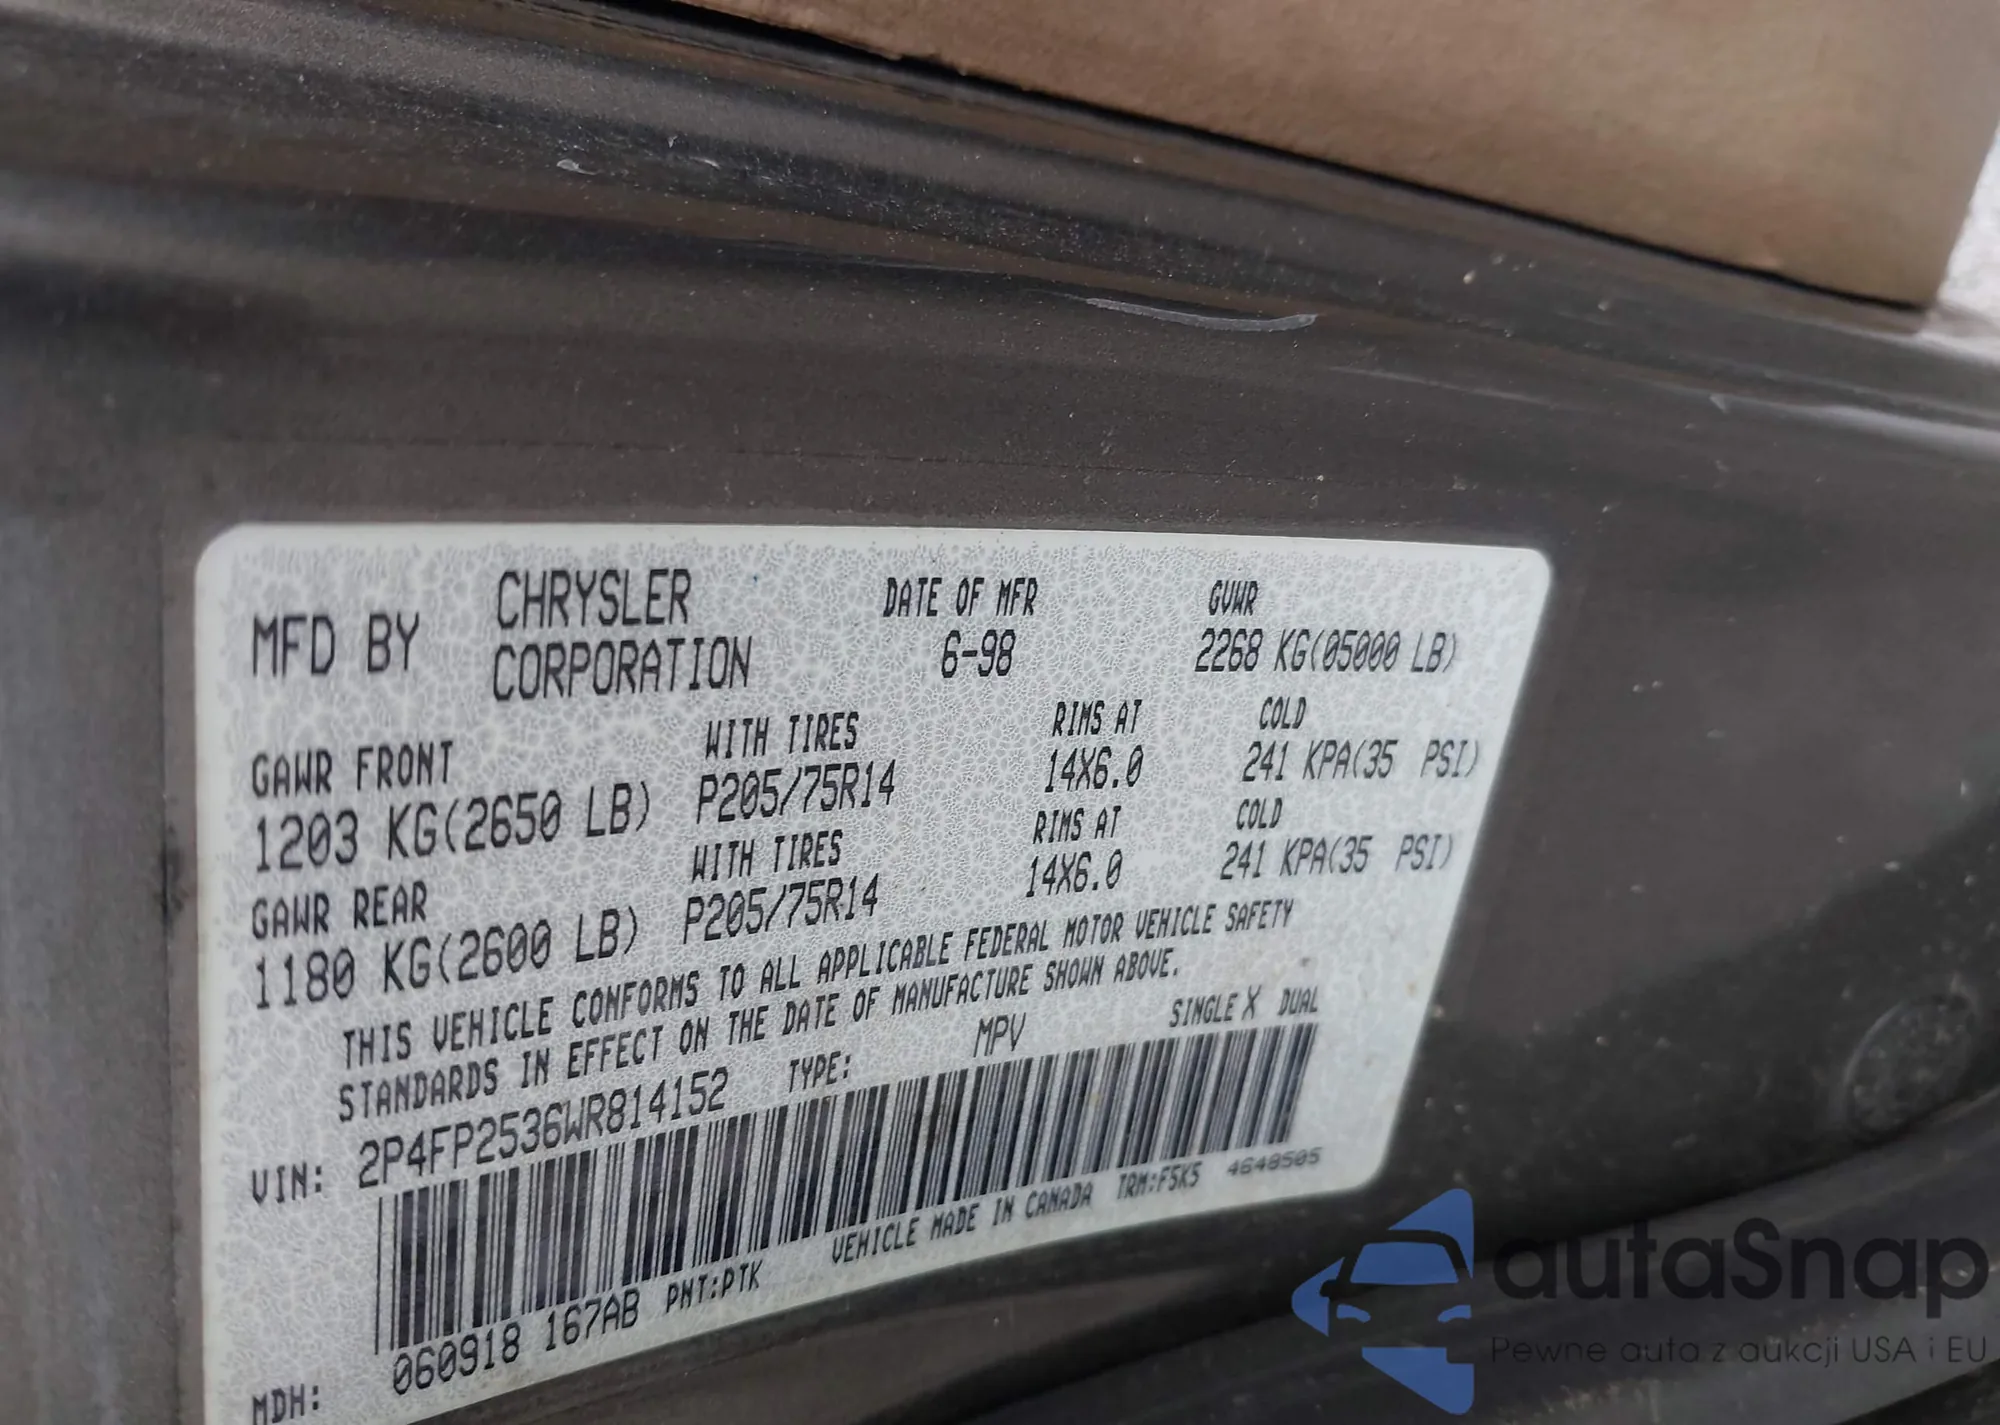 MFD BY CHRYSLER CORPORATION
DATE OF MFR 6-98
GVWR 2268 KG(05000 LB)
GAWR FRONT WITH TIRES RIMS AT COLD
1203 KG(2650 LB) P205/75R14 14X6.0 241 KPA(35 PSI)
GAWR REAR WITH TIRES RIMS AT COLD
1180 KG(2600 LB) P205/75R14 14X6.0 241 KPA(35 PSI)
THIS VEHICLE CONFORMS TO ALL APPLICABLE FEDERAL MOTOR VEHICLE SAFETY
STANDARDS IN EFFECT ON THE DATE OF MANUFACTURE SHOWN ABOVE.
VIN: 2P4FP2536WR814152 TYPE: MPV SINGLE X DUAL
VEHICLE MADE IN CANADA TRM:F5K5 4648505
MDH: 060918 167AB PNT:PTK
autaSnap
Pewne auta z aukcji USA i EU